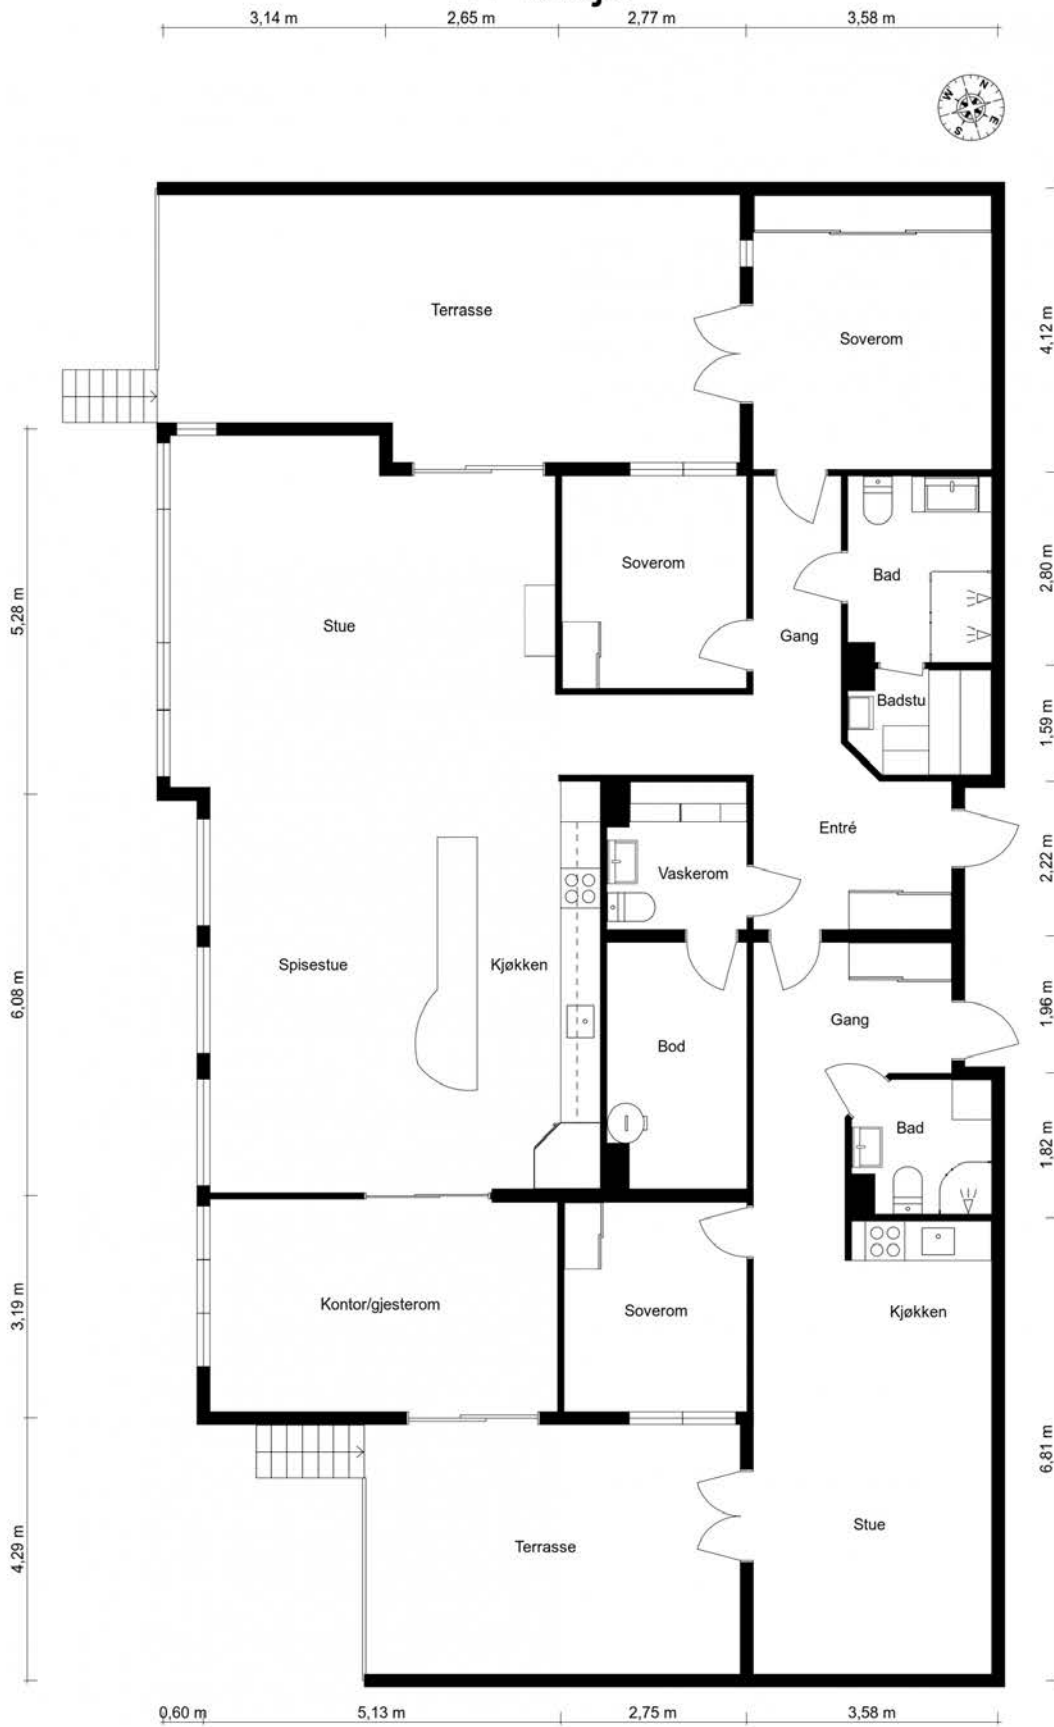 3,14 m 2,65 m 2,77 m 3,58 m
N
W
E
S
Terrasse
Soverom
4,12 m
Soverom
Bad
2,80 m
5,28 m
Stue
Gang
Badstu
1,59 m
Entré
Vaskerom
2,22 m
Spisestue
Kjøkken
6,08 m
Gang
1,96 m
Bod
Bad
1,82 m
Kontor/gjesterom
Soverom
Kjøkken
3,19 m
6,81 m
Stue
Terrasse
4,29 m
0,60 m 5,13 m 2,75 m 3,58 m